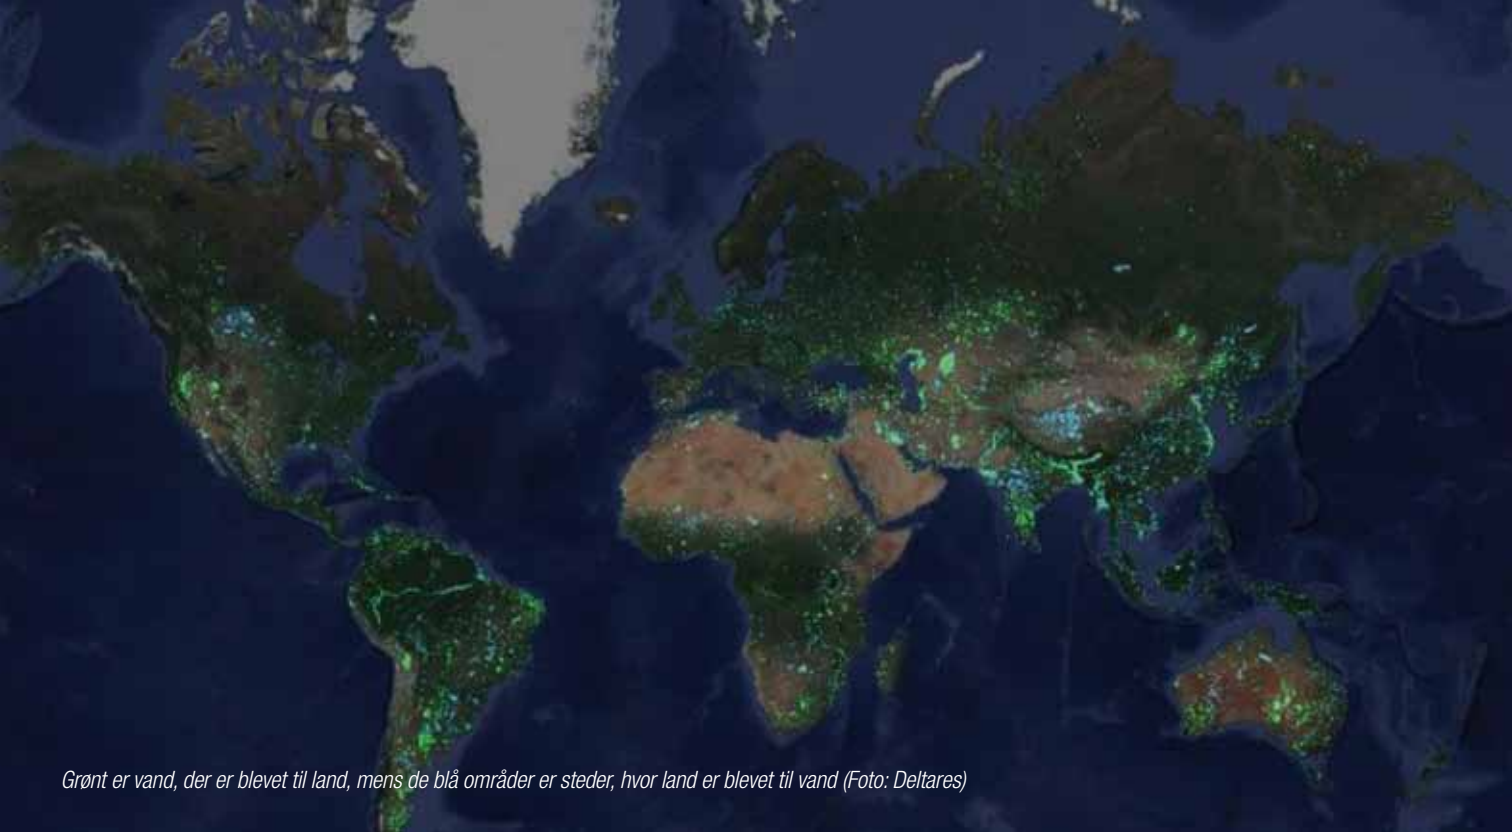 Grønt er vand, der er blevet til land, mens de blå områder er steder, hvor land er blevet til vand (Foto: Deltares)